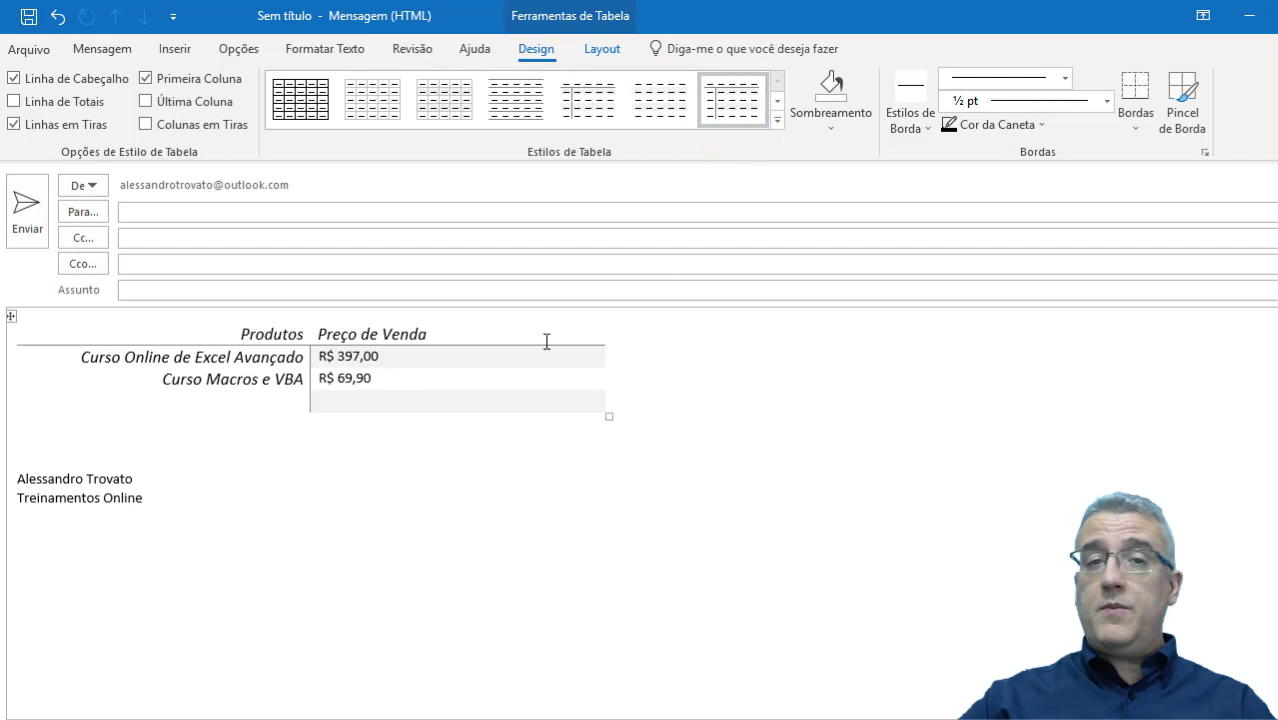 Sem título - Mensagem (HTML)
Ferramentas de Tabela
Arquivo Mensagem Inserir Opções Formatar Texto Revisão Ajuda Design Layout Diga-me o que você deseja fazer
Linha de Cabeçalho
Primeira Coluna
Linha de Totais
Última Coluna
Linhas em Tiras
Colunas em Tiras
Opções de Estilo de Tabela
Estilos de Tabela
Sombreamento
Estilos de Borda
½ pt
Cor da Caneta
Bordas
Pincel de Borda
Bordas
Enviar
De
alessandrotrovato@outlook.com
Para...
Cc...
Cco...
Assunto
Produtos Preço de Venda
Curso Online de Excel Avançado R$ 397,00
Curso Macros e VBA R$ 69,90
Alessandro Trovato
Treinamentos Online